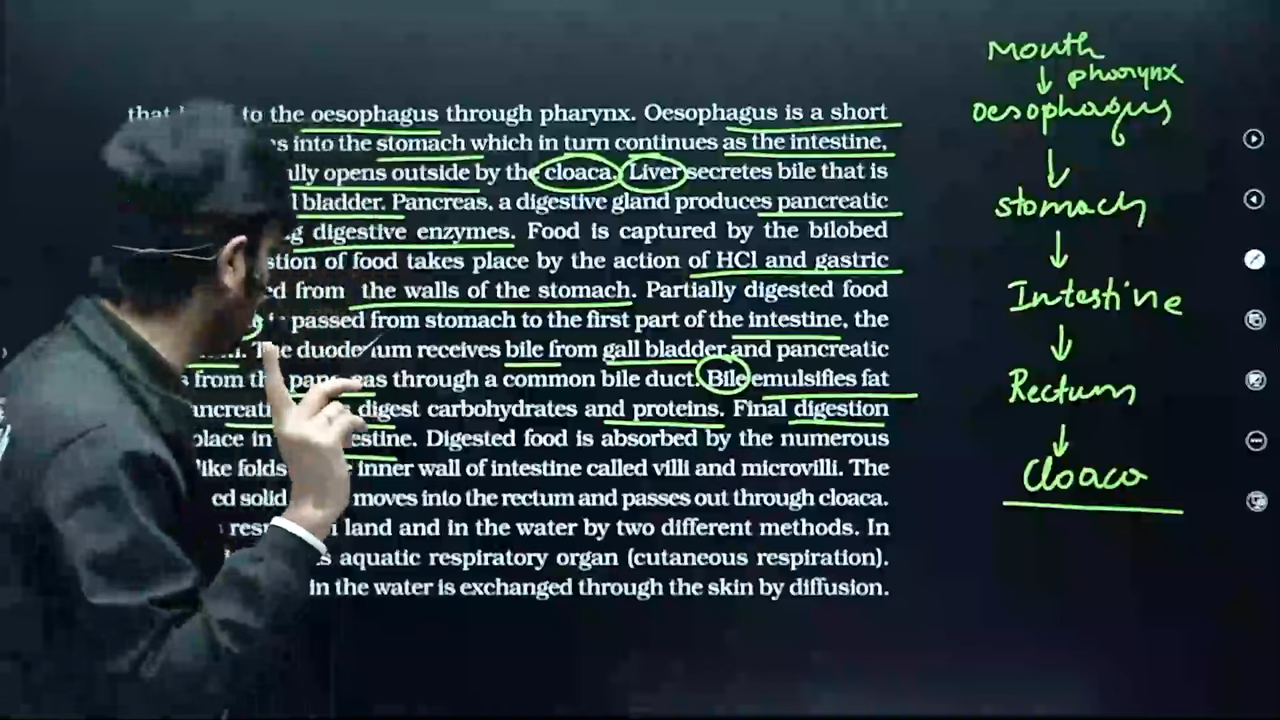 to the oesophagus through pharynx. Oesophagus is a short
into the stomach which in turn continues as the intestine,
opens outside by the cloaca. Liver secretes bile that is
bladder. Pancreas, a digestive gland produces pancreatic
digestive enzymes. Food is captured by the bilobed
of food takes place by the action of HCl and gastric
from the walls of the stomach. Partially digested food
passed from stomach to the first part of the intestine, the
The duodenum receives bile from gall bladder and pancreatic
from the pancreas through a common bile duct. Bile emulsifies fat
digest carbohydrates and proteins. Final digestion
place in intestine. Digested food is absorbed by the numerous
like folds inner wall of intestine called villi and microvilli. The
solid moves into the rectum and passes out through cloaca.
land and in the water by two different methods. In
aquatic respiratory organ (cutaneous respiration).
in the water is exchanged through the skin by diffusion.
Mouth
pharynx
Oesophagus
Stomach
Intestine
Rectum
Cloaca